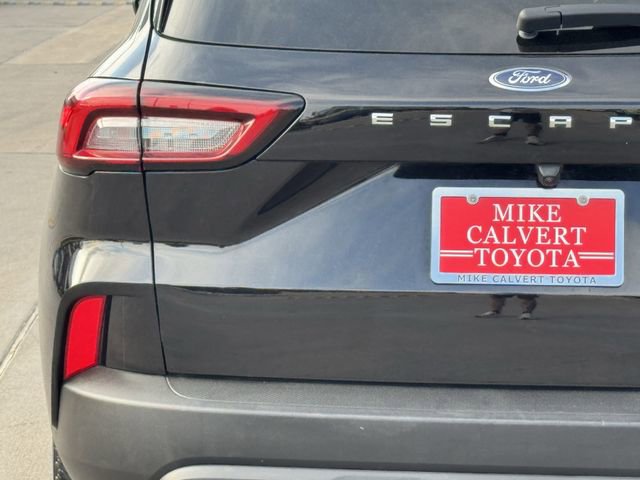 Ford
ESCAP
MIKE
CALVERT
TOYOTA
MIKE CALVERT TOYOTA